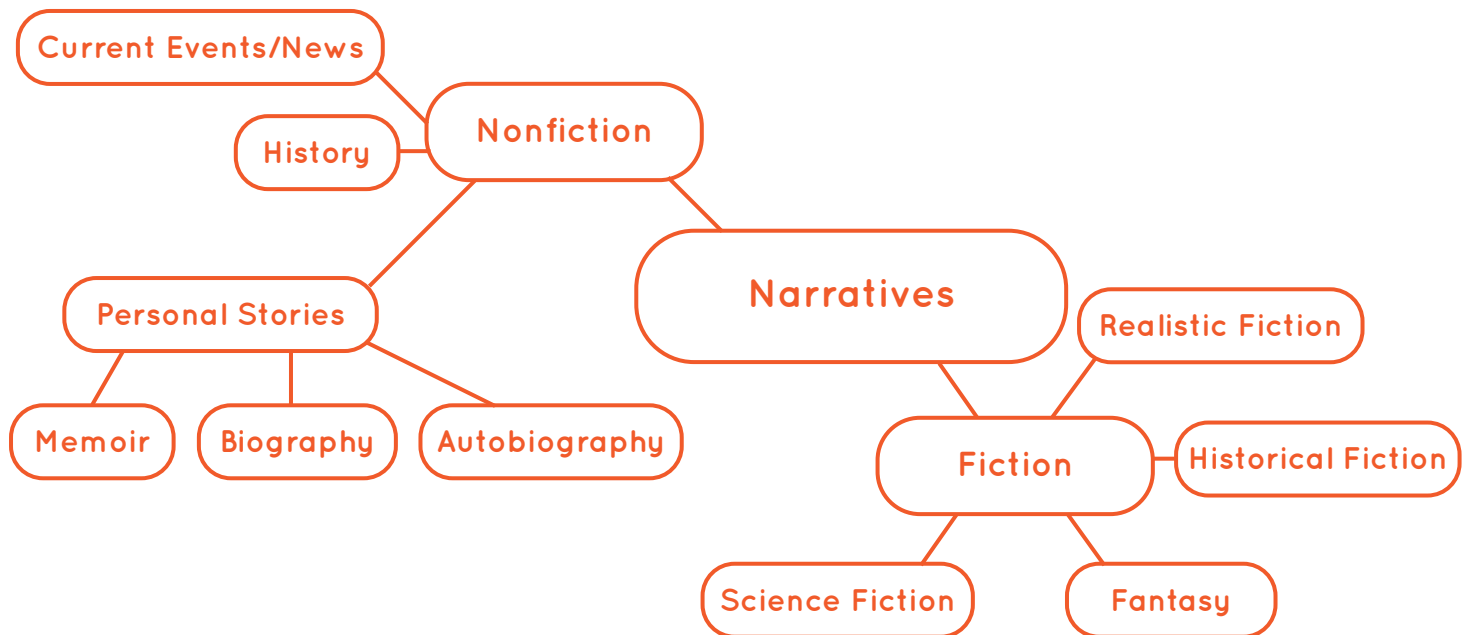 Current Events/News
Nonfiction
History
Narratives
Personal Stories
Realistic Fiction
Memoir
Biography
Autobiography
Fiction
Historical Fiction
Science Fiction
Fantasy